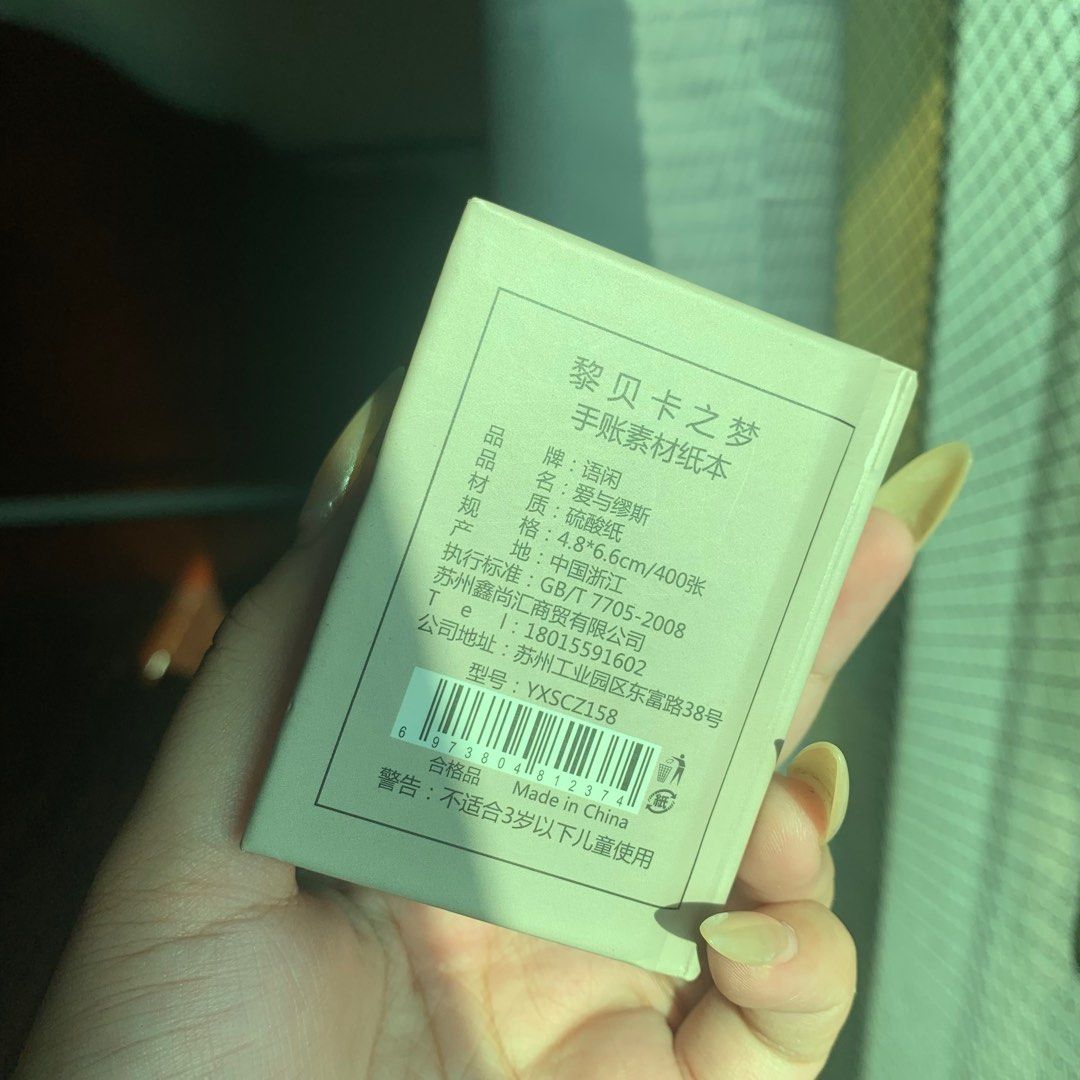 黎贝卡之梦
手账素材纸本
品牌：语闲
品名：爱与缪斯
材质：硫酸纸
规格：4.8*6.6cm/400张
产地：中国浙江
执行标准：GB/T 7705-2008
苏州鑫尚汇商贸有限公司
Tel：18015591602
公司地址：苏州工业园区东富路38号
型号：YXSCZ158
6973804812374
合格品 Made in China
紙
警告：不适合3岁以下儿童使用